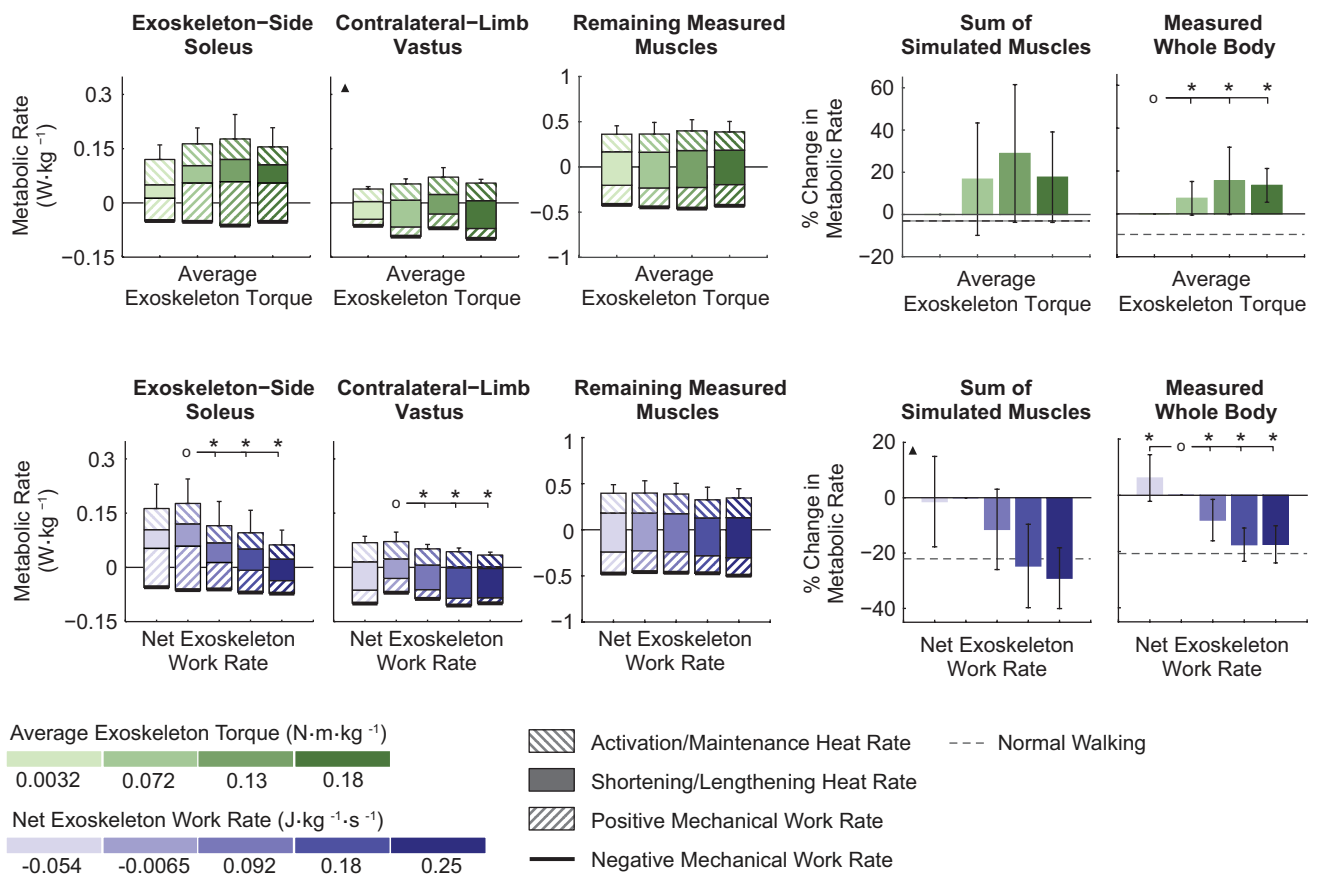 Exoskeleton−Side
Soleus
Contralateral−Limb
Vastus
Remaining Measured
Muscles
Sum of
Simulated Muscles
Measured
Whole Body
Metabolic Rate
(W·kg ⁻¹)
0.3
0.15
0
−0.15
1
0.5
0
−0.5
−1
% Change in
Metabolic Rate
60
40
20
0
−20
o * * *
Average
Exoskeleton Torque
Average
Exoskeleton Torque
Average
Exoskeleton Torque
Average
Exoskeleton Torque
Exoskeleton−Side
Soleus
Contralateral−Limb
Vastus
Remaining Measured
Muscles
Sum of
Simulated Muscles
Measured
Whole Body
Metabolic Rate
(W·kg ⁻¹)
0.3
0.15
0
−0.15
o * * *
o * * *
1
0.5
0
−0.5
−1
% Change in
Metabolic Rate
20
0
−20
−40
* o * * *
Net Exoskeleton
Work Rate
Net Exoskeleton
Work Rate
Net Exoskeleton
Work Rate
Net Exoskeleton
Work Rate
Average Exoskeleton Torque (N·m·kg ⁻¹)
0.0032 0.072 0.13 0.18
Net Exoskeleton Work Rate (J·kg ⁻¹·s ⁻¹)
-0.054 -0.0065 0.092 0.18 0.25
Activation/Maintenance Heat Rate
Shortening/Lengthening Heat Rate
Positive Mechanical Work Rate
Negative Mechanical Work Rate
Normal Walking